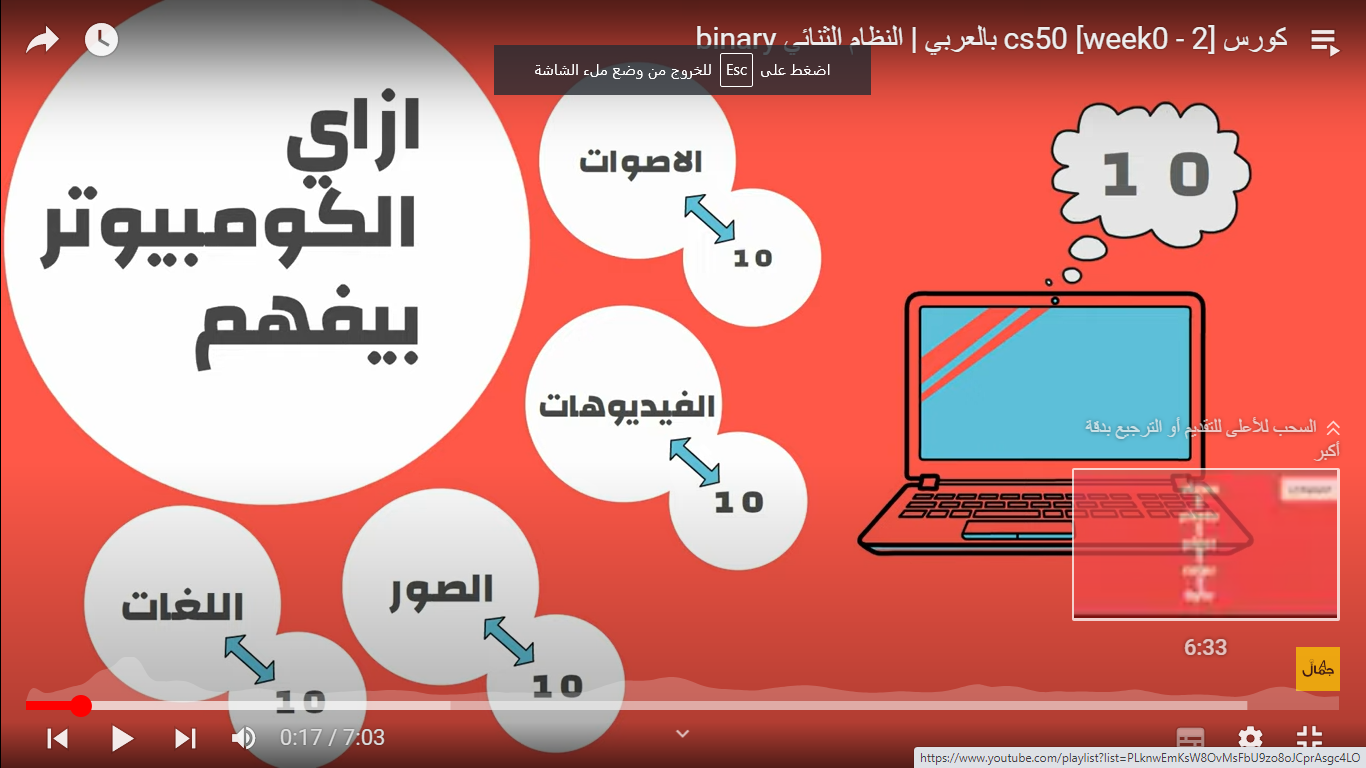 كورس cs50 [week0 - 2] بالعربي | النظام الثنائي binary
اضغط على Esc للخروج من وضع ملء الشاشة
ازاي
الكومبيوتر
بيفهم
الاصوات
10
10
الفيديوهات
10
الصور
10
اللغات
10
السحب للأعلى للتقديم أو الترجيع بدقة
أكبر
6:33
جمال
0:17 / 7:03
https://www.youtube.com/playlist?list=PLknwEmKsW8OvMsFbU9zo8oJCprAsgc4LO